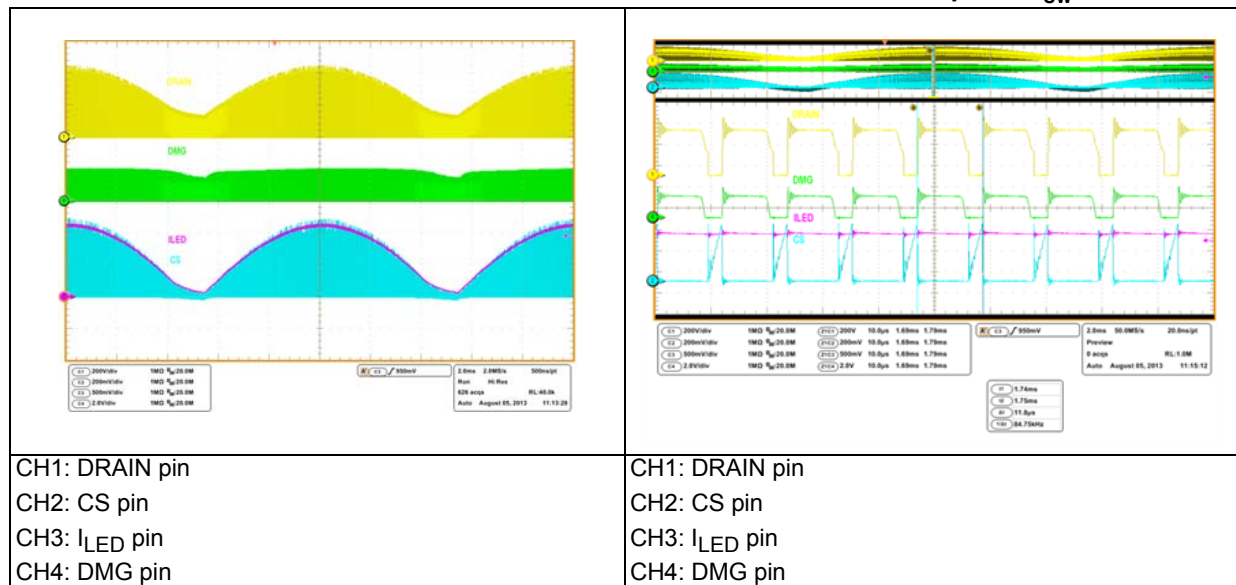 sw
DRAIN
DMG
ILED
CS
C1 200V/div 1MΩ BW:20.0M
C2 200mV/div 1MΩ BW:20.0M
C3 500mV/div 1MΩ BW:20.0M
C4 2.0V/div 1MΩ BW:20.0M
A' C3 950mV
2.0ms 2.0MS/s 500ns/pt
Run Hi Res
626 acqs RL:40.0k
Auto August 05, 2013 11:13:29
DRAIN
DMG
ILED
CS
C1 200V/div 1MΩ BW:20.0M
C2 200mV/div 1MΩ BW:20.0M
C3 500mV/div 1MΩ BW:20.0M
C4 2.0V/div 1MΩ BW:20.0M
Z1C1 200V 10.0µs 1.69ms 1.79ms
Z1C2 200mV 10.0µs 1.69ms 1.79ms
Z1C3 500mV 10.0µs 1.69ms 1.79ms
Z1C4 2.0V 10.0µs 1.69ms 1.79ms
A' C3 950mV
2.0ms 50.0MS/s 20.0ns/pt
Preview
0 acqs RL:1.0M
Auto August 05, 2013 11:15:12
t1 1.74ms
t2 1.75ms
Δt 11.8µs
1/Δt 84.75kHz
CH1: DRAIN pin
CH2: CS pin
CH3: ILED pin
CH4: DMG pin
CH1: DRAIN pin
CH2: CS pin
CH3: ILED pin
CH4: DMG pin